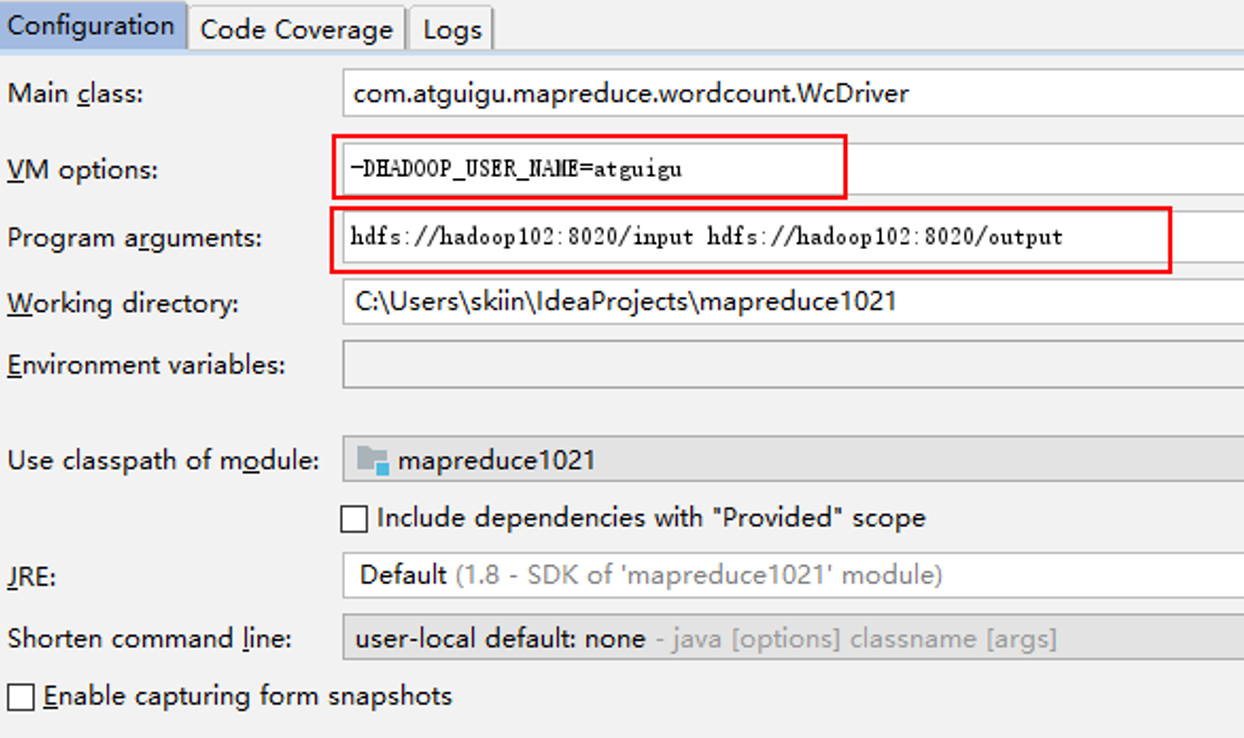 Configuration Code Coverage Logs
Main class: com.atguigu.mapreduce.wordcount.WcDriver
VM options: -DHADOOP_USER_NAME=atguigu
Program arguments: hdfs://hadoop102:8020/input hdfs://hadoop102:8020/output
Working directory: C:\Users\skiin\IdeaProjects\mapreduce1021
Environment variables:
Use classpath of module: mapreduce1021
Include dependencies with "Provided" scope
JRE: Default (1.8 - SDK of 'mapreduce1021' module)
Shorten command line: user-local default: none - java [options] classname [args]
Enable capturing form snapshots